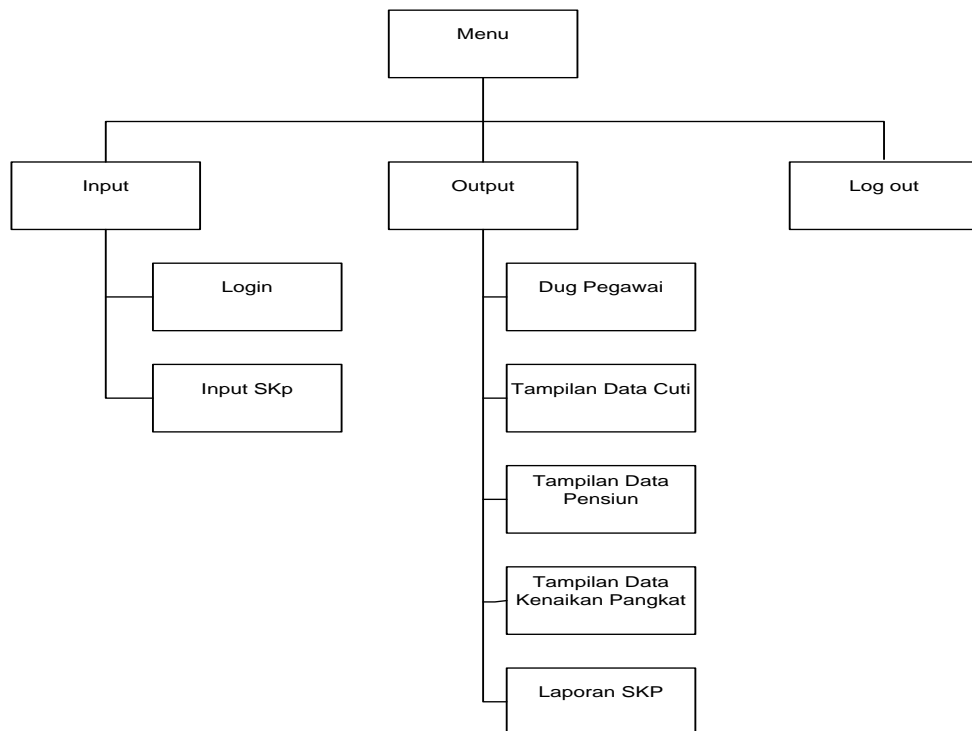 Menu
Input
Output
Log out
Login
Input SKp
Dug Pegawai
Tampilan Data Cuti
Tampilan Data
Pensiun
Tampilan Data
Kenaikan Pangkat
Laporan SKP